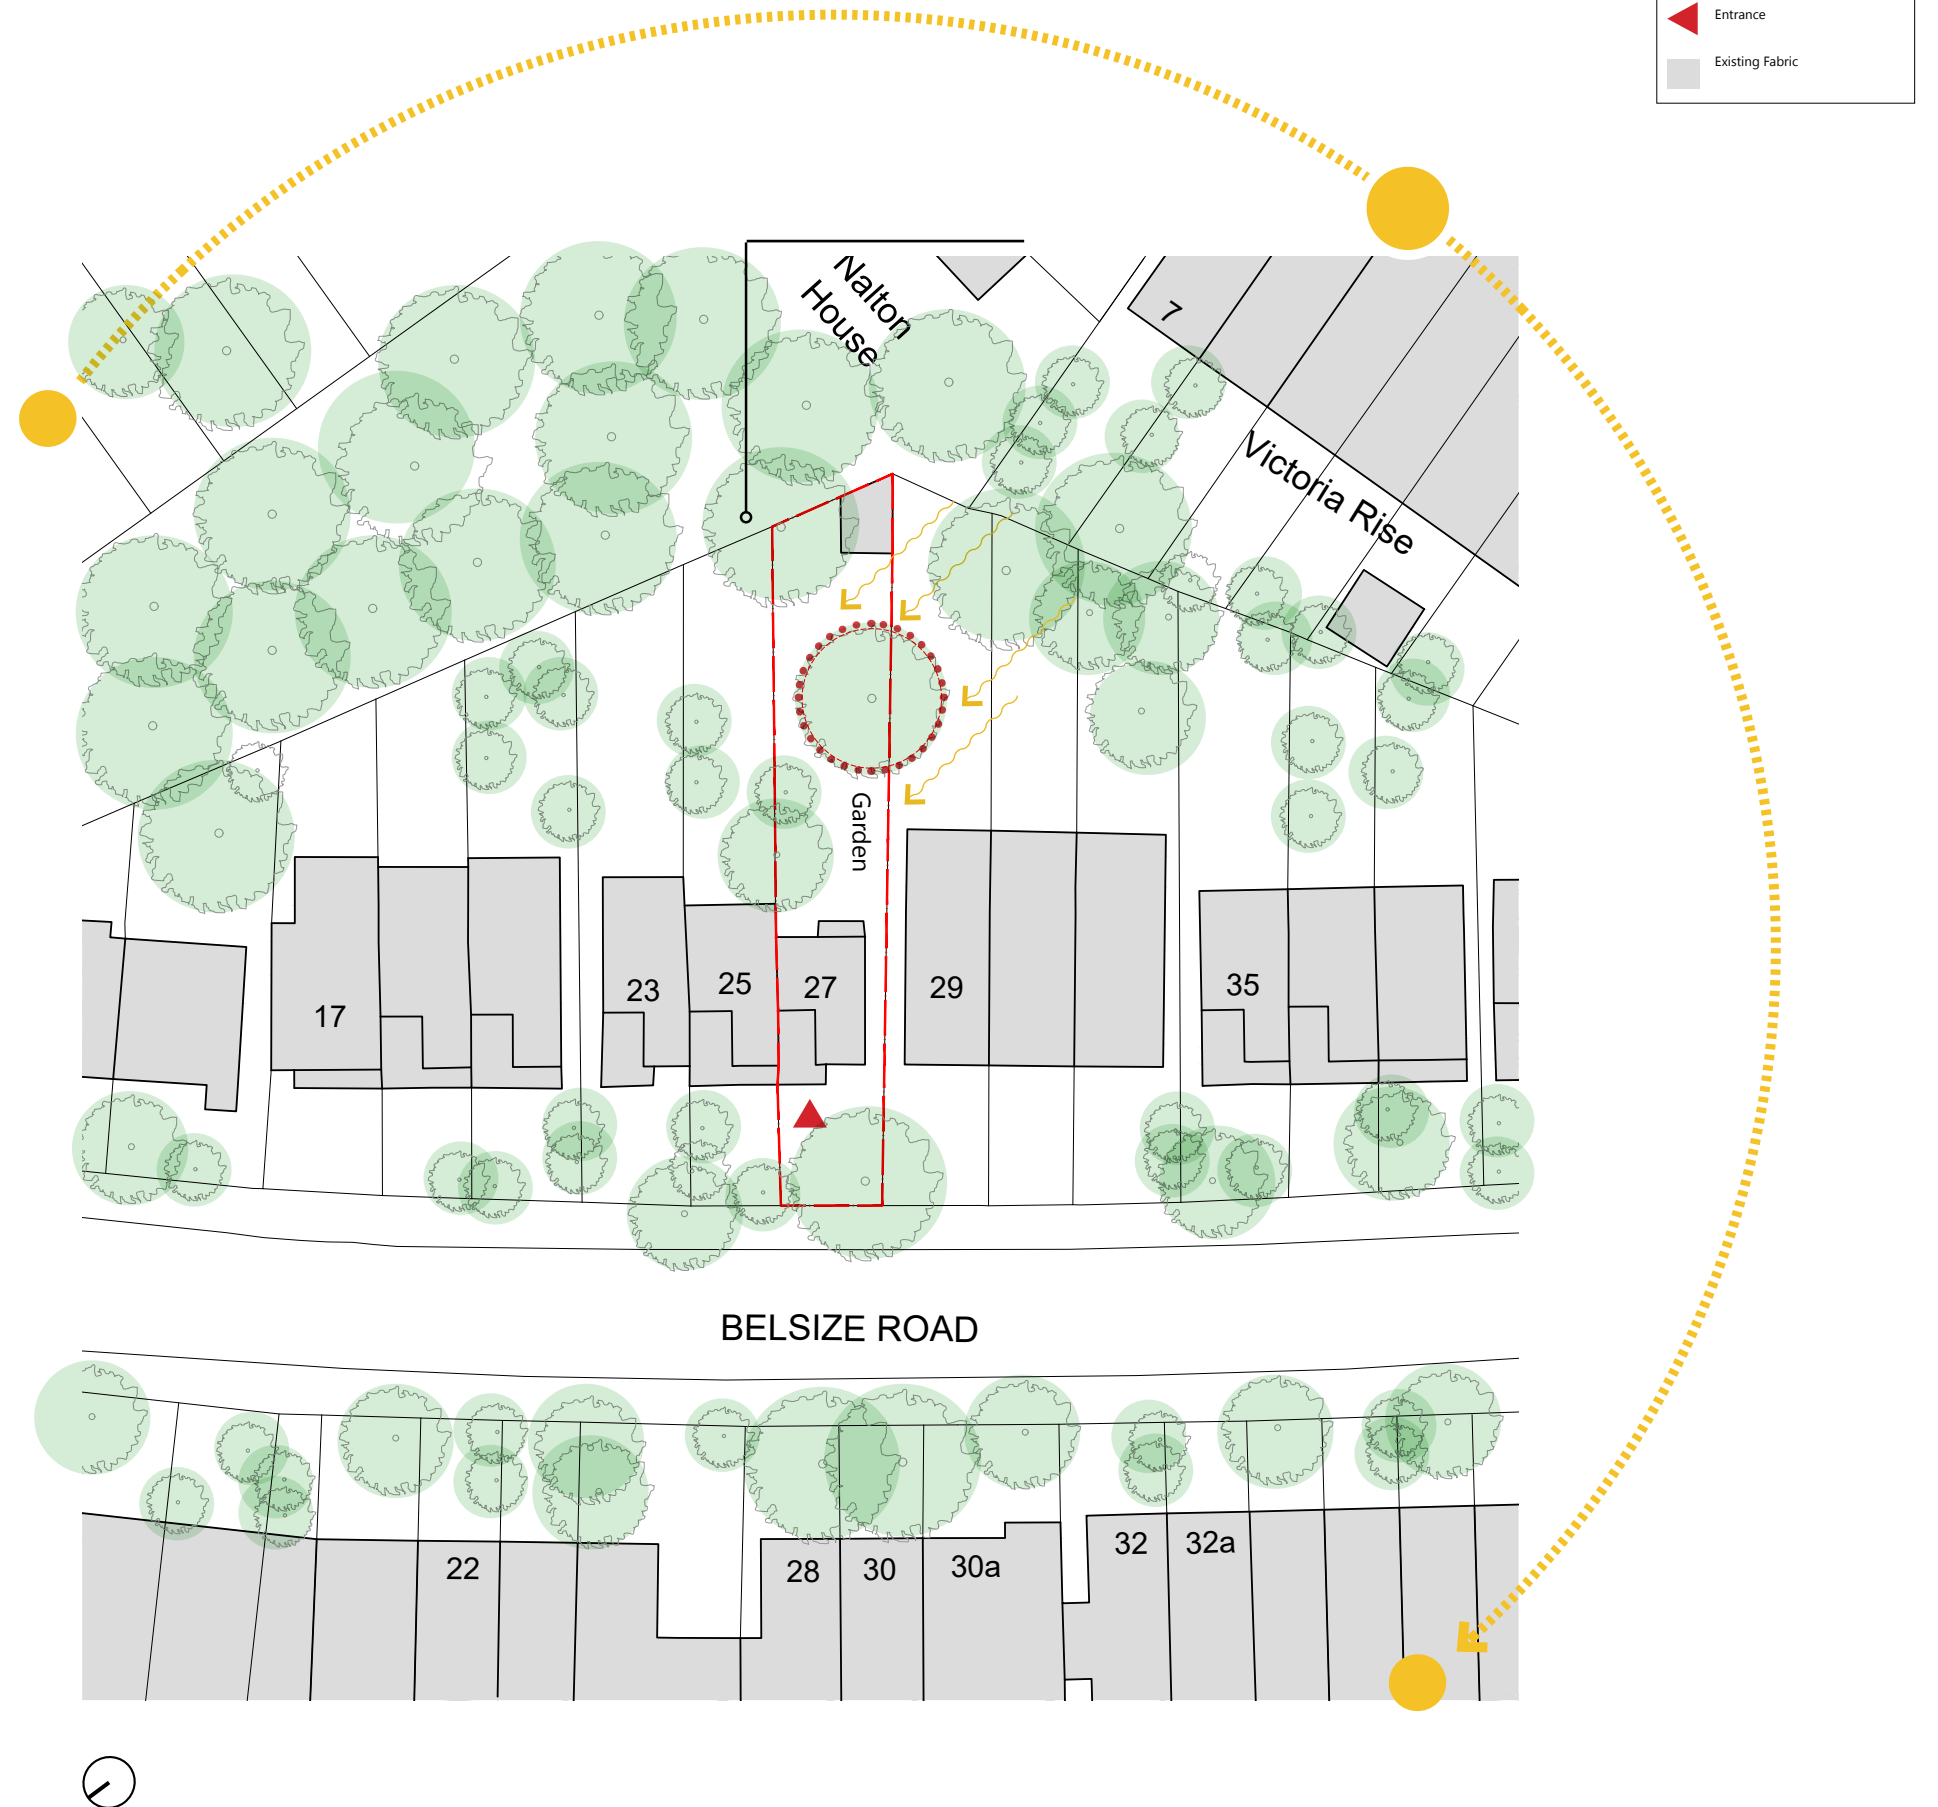 Entrance
Existing Fabric
Nalton
House
7
Victoria Rise
Garden
17
23
25
27
29
35
BELSIZE ROAD
22
28
30
30a
32
32a